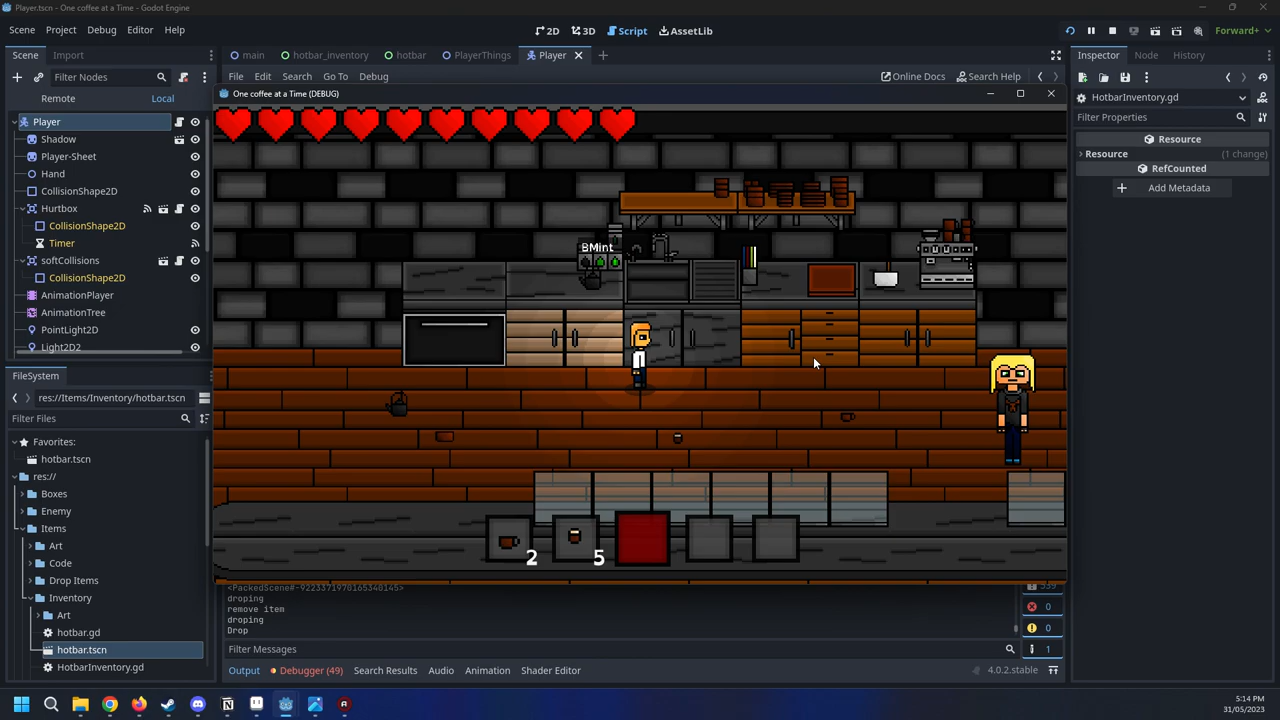 Player.tscn - One Coffee at a Time - Godot Engine
Scene Project Debug Editor Help
2D 3D Script AssetLib
Forward+
Scene Import
main hotbar_inventory hotbar PlayerThings Player
Inspector Node History
Filter Nodes
File Edit Search Go To Debug
Online Docs Search Help
Remote Local
One coffee at a Time (DEBUG)
HotbarInventory.gd
Filter Properties
Player
Shadow
Player-Sheet
Hand
CollisionShape2D
Hurtbox
CollisionShape2D
Timer
softCollisions
CollisionShape2D
AnimationPlayer
AnimationTree
PointLight2D
Light2D2
Resource
Resource (1 change)
RefCounted
Add Metadata
BMint
2
5
FileSystem
res://Items/Inventory/hotbar.tscn
Filter Files
Favorites:
hotbar.tscn
res://
Boxes
Enemy
Items
Art
Code
Drop Items
Inventory
Art
hotbar.gd
hotbar.tscn
HotbarInventory.gd
<PackedScene#-9223371970165340145>
droping
remove item
droping
Drop
339
0
0
1
Filter Messages
Output Debugger (49) Search Results Audio Animation Shader Editor
4.0.2.stable
5:14 PM
31/05/2023